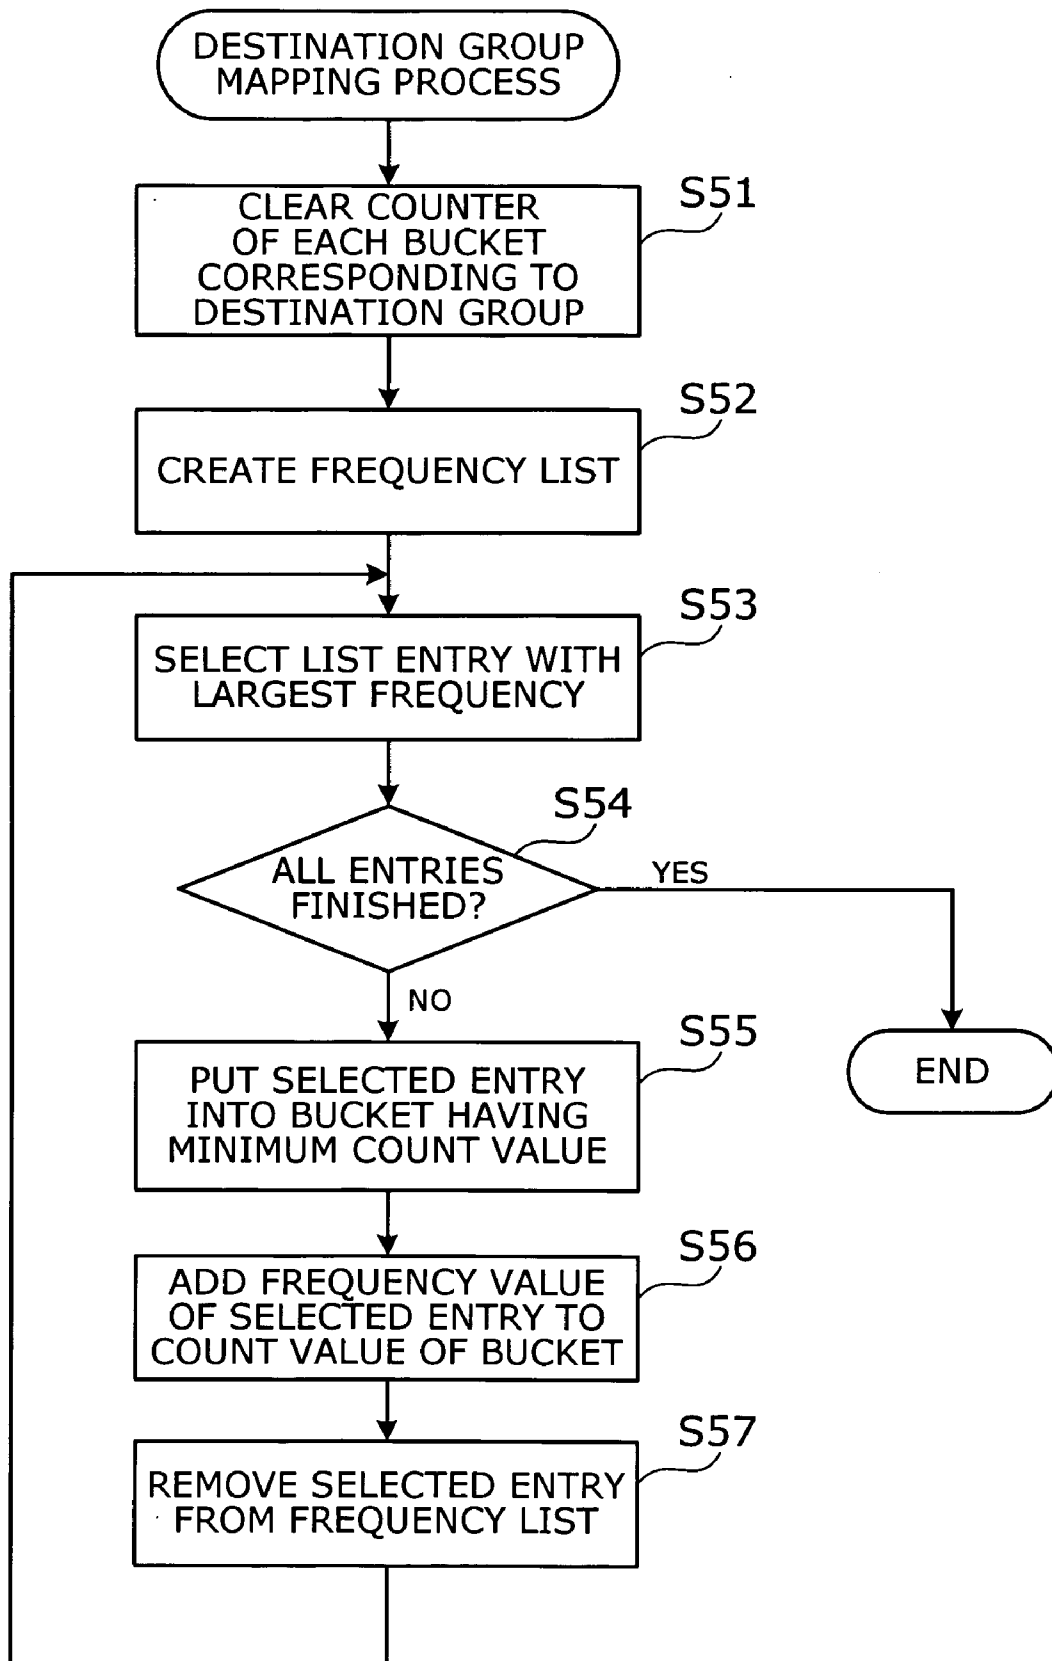 DESTINATION GROUP
MAPPING PROCESS
S51
CLEAR COUNTER
OF EACH BUCKET
CORRESPONDING TO
DESTINATION GROUP
S52
CREATE FREQUENCY LIST
S53
SELECT LIST ENTRY WITH
LARGEST FREQUENCY
S54
ALL ENTRIES
FINISHED?
YES
NO
END
S55
PUT SELECTED ENTRY
INTO BUCKET HAVING
MINIMUM COUNT VALUE
S56
ADD FREQUENCY VALUE
OF SELECTED ENTRY TO
COUNT VALUE OF BUCKET
S57
REMOVE SELECTED ENTRY
FROM FREQUENCY LIST